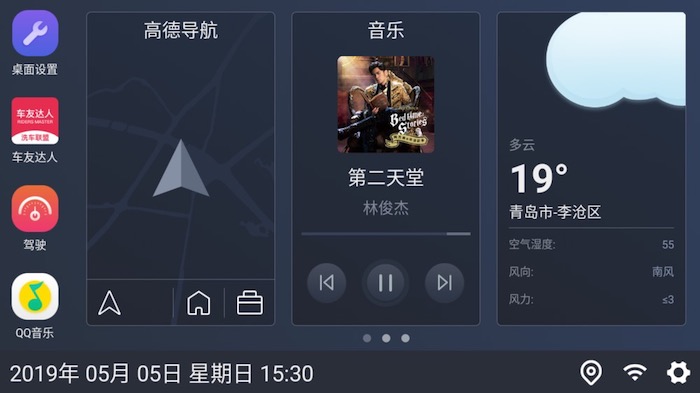 桌面设置
车友达人
RIDERS MASTER
洗车联盟
车友达人
驾驶
QQ音乐
高德导航
音乐
Bedtime
Stories
第二天堂
林俊杰
多云
19°
青岛市-李沧区
空气湿度: 55
风向: 南风
风力: ≤3
2019年 05月 05日 星期日 15:30